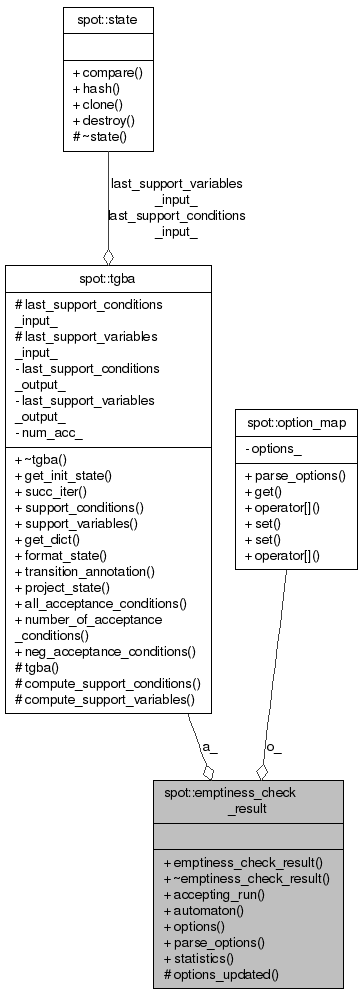 spot::state
+ compare()
+ hash()
+ clone()
+ destroy()
# ~state()
last_support_variables
_input_
last_support_conditions
_input_
spot::tgba
# last_support_conditions
_input_
# last_support_variables
_input_
- last_support_conditions
_output_
- last_support_variables
_output_
- num_acc_
+ ~tgba()
+ get_init_state()
+ succ_iter()
+ support_conditions()
+ support_variables()
+ get_dict()
+ format_state()
+ transition_annotation()
+ project_state()
+ all_acceptance_conditions()
+ number_of_acceptance
_conditions()
+ neg_acceptance_conditions()
# tgba()
# compute_support_conditions()
# compute_support_variables()
spot::option_map
- options_
+ parse_options()
+ get()
+ operator[]()
+ set()
+ set()
+ operator[]()
a_
o_
spot::emptiness_check
_result
+ emptiness_check_result()
+ ~emptiness_check_result()
+ accepting_run()
+ automaton()
+ options()
+ parse_options()
+ statistics()
# options_updated()